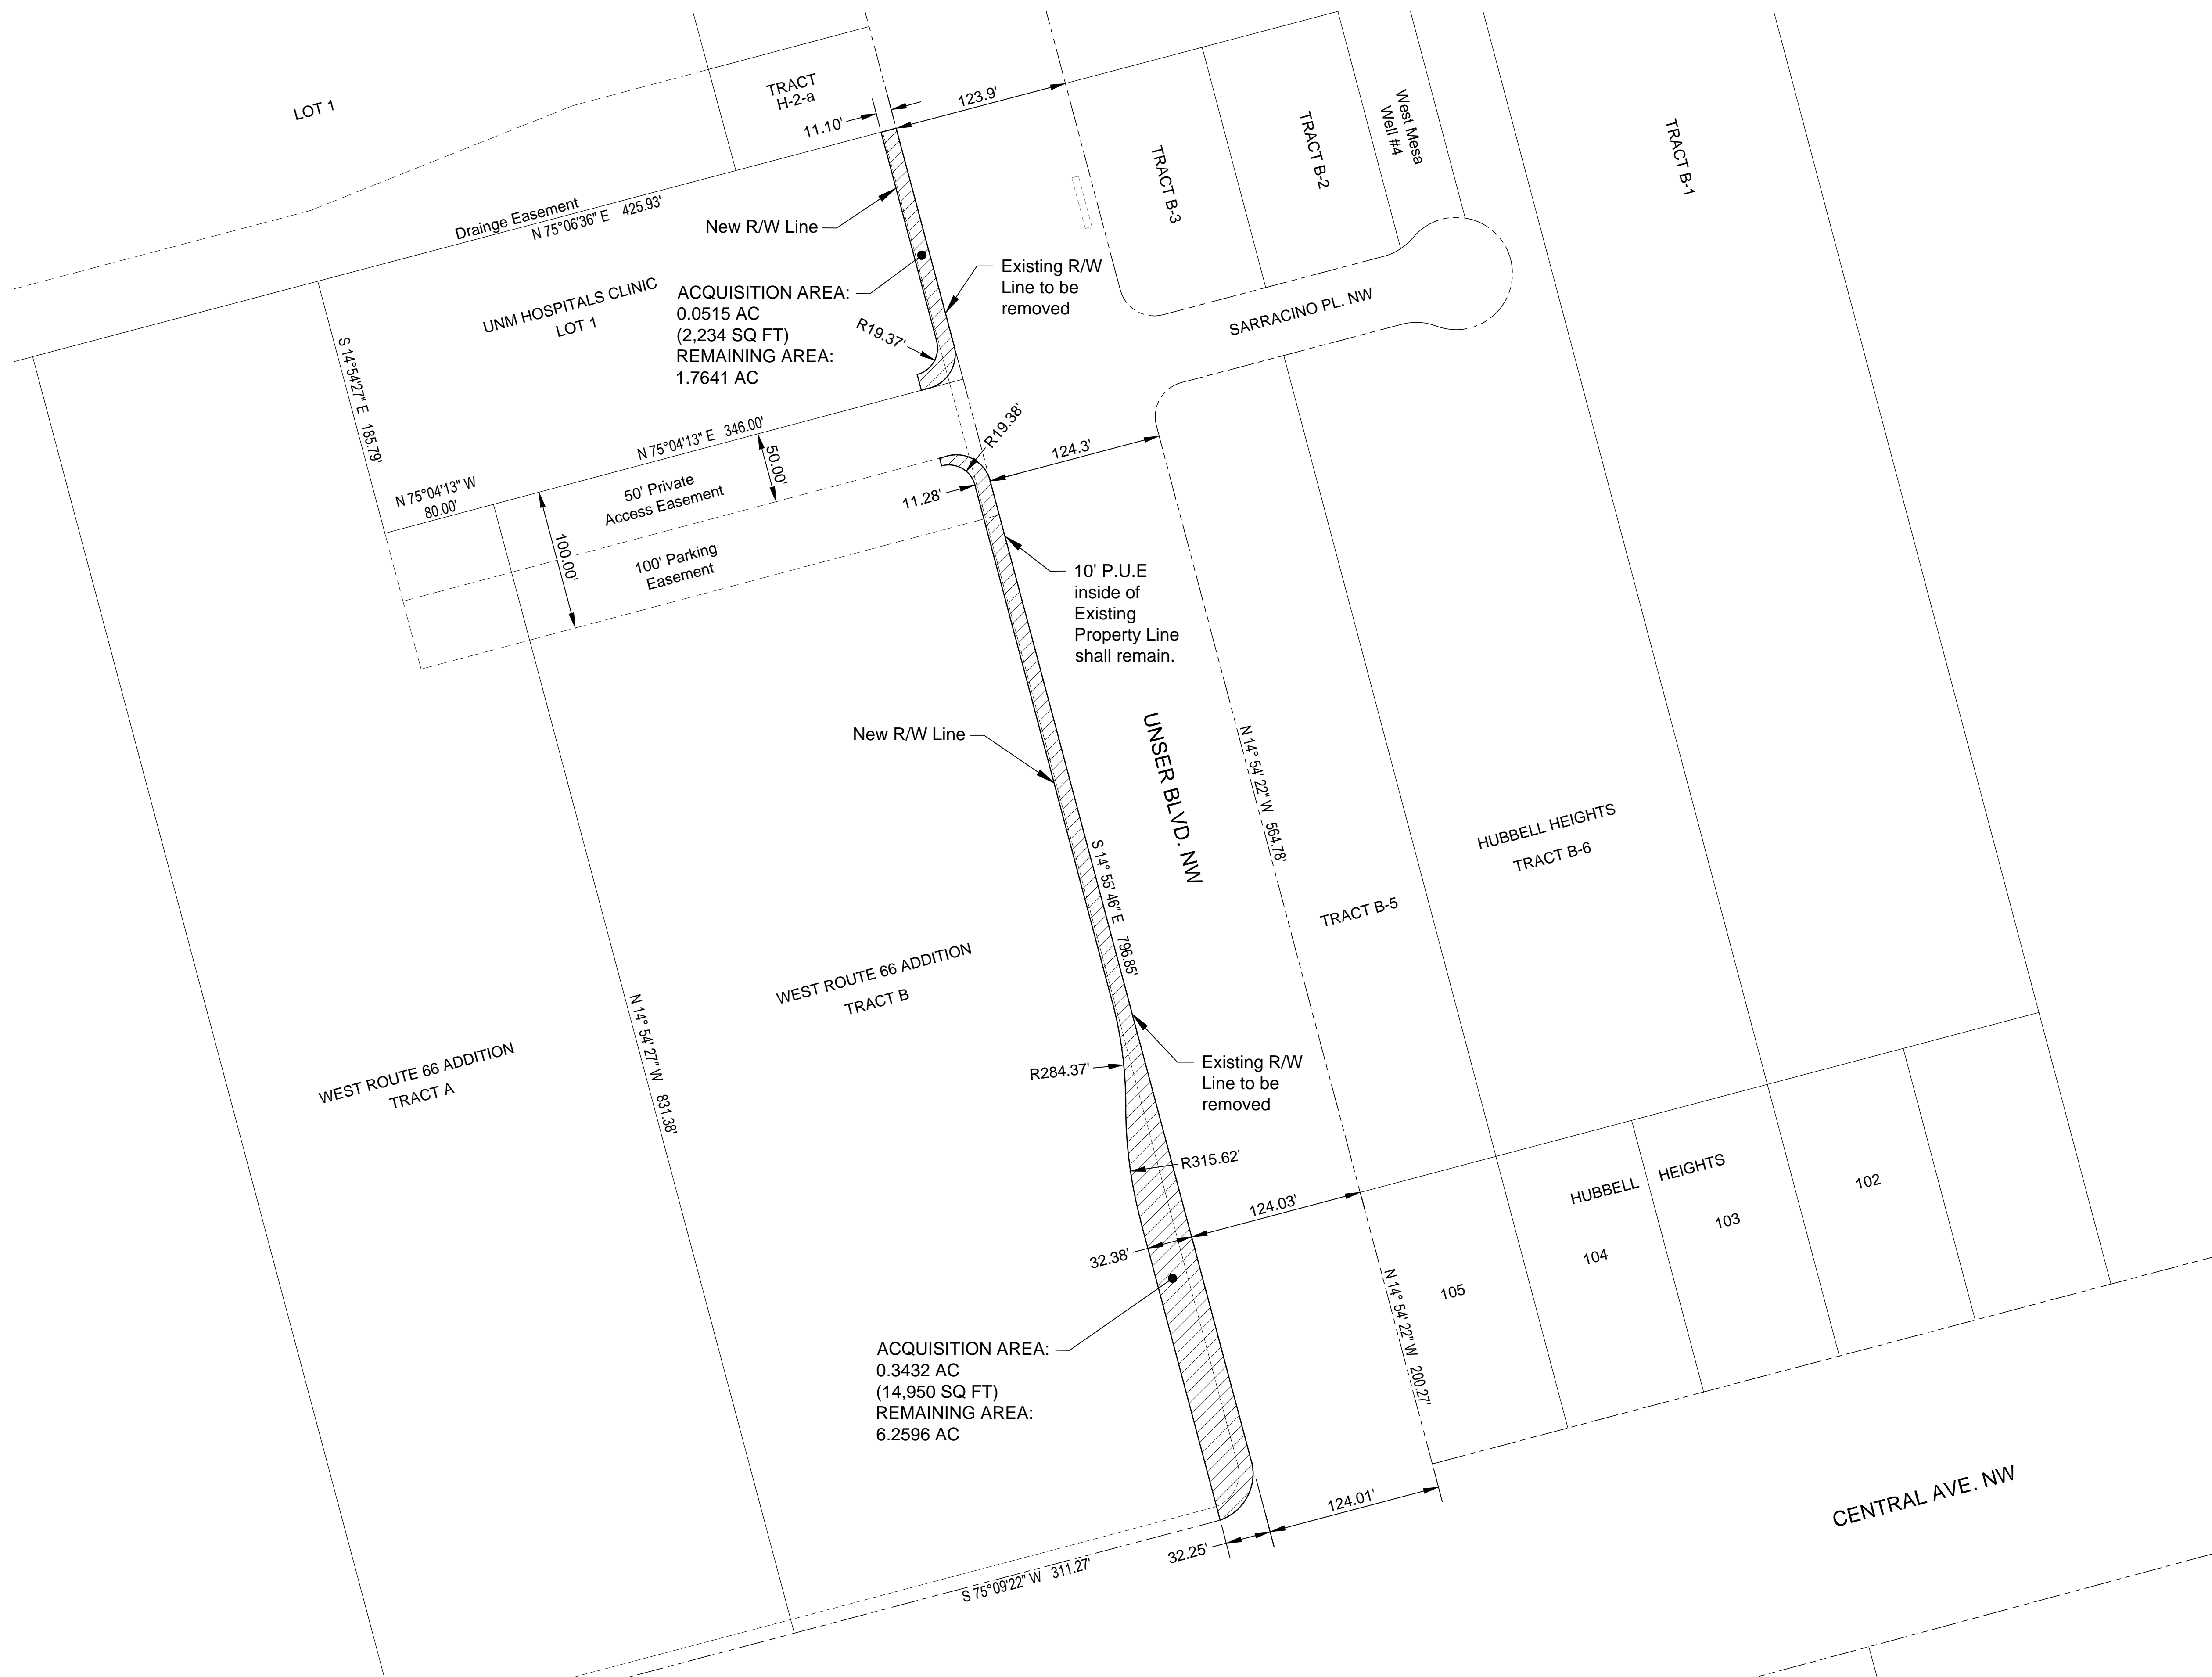 LOT 1
TRACT
H-2-a
11.10'
123.9'
West Mesa
Well #4
TRACT B-3
TRACT B-2
TRACT B-1
Drainge Easement
N 75°06'36" E 425.93'
New R/W Line
Existing R/W
Line to be
removed
UNM HOSPITALS CLINIC
LOT 1
ACQUISITION AREA:
0.0515 AC
(2,234 SQ FT)
REMAINING AREA:
1.7641 AC
R19.37'
SARRACINO PL. NW
S 14°54'27" E 185.79'
N 75°04'13" E 346.00'
50.00'
R19.38'
124.3'
N 75°04'13" W
80.00'
50' Private
Access Easement
11.28'
100.00'
100' Parking
Easement
10' P.U.E
inside of
Existing
Property Line
shall remain.
New R/W Line
UNSER BLVD. NW
N 14° 54' 22" W 564.78'
S 14° 55' 46" E 796.85'
HUBBELL HEIGHTS
TRACT B-6
TRACT B-5
WEST ROUTE 66 ADDITION
TRACT B
N 14° 54' 27" W 831.38'
WEST ROUTE 66 ADDITION
TRACT A
R284.37'
Existing R/W
Line to be
removed
R315.62'
124.03'
32.38'
HUBBELL HEIGHTS
102
103
104
105
N 14° 54' 22" W 200.27'
ACQUISITION AREA:
0.3432 AC
(14,950 SQ FT)
REMAINING AREA:
6.2596 AC
CENTRAL AVE. NW
124.01'
32.25'
S 75°09'22" W 311.27'